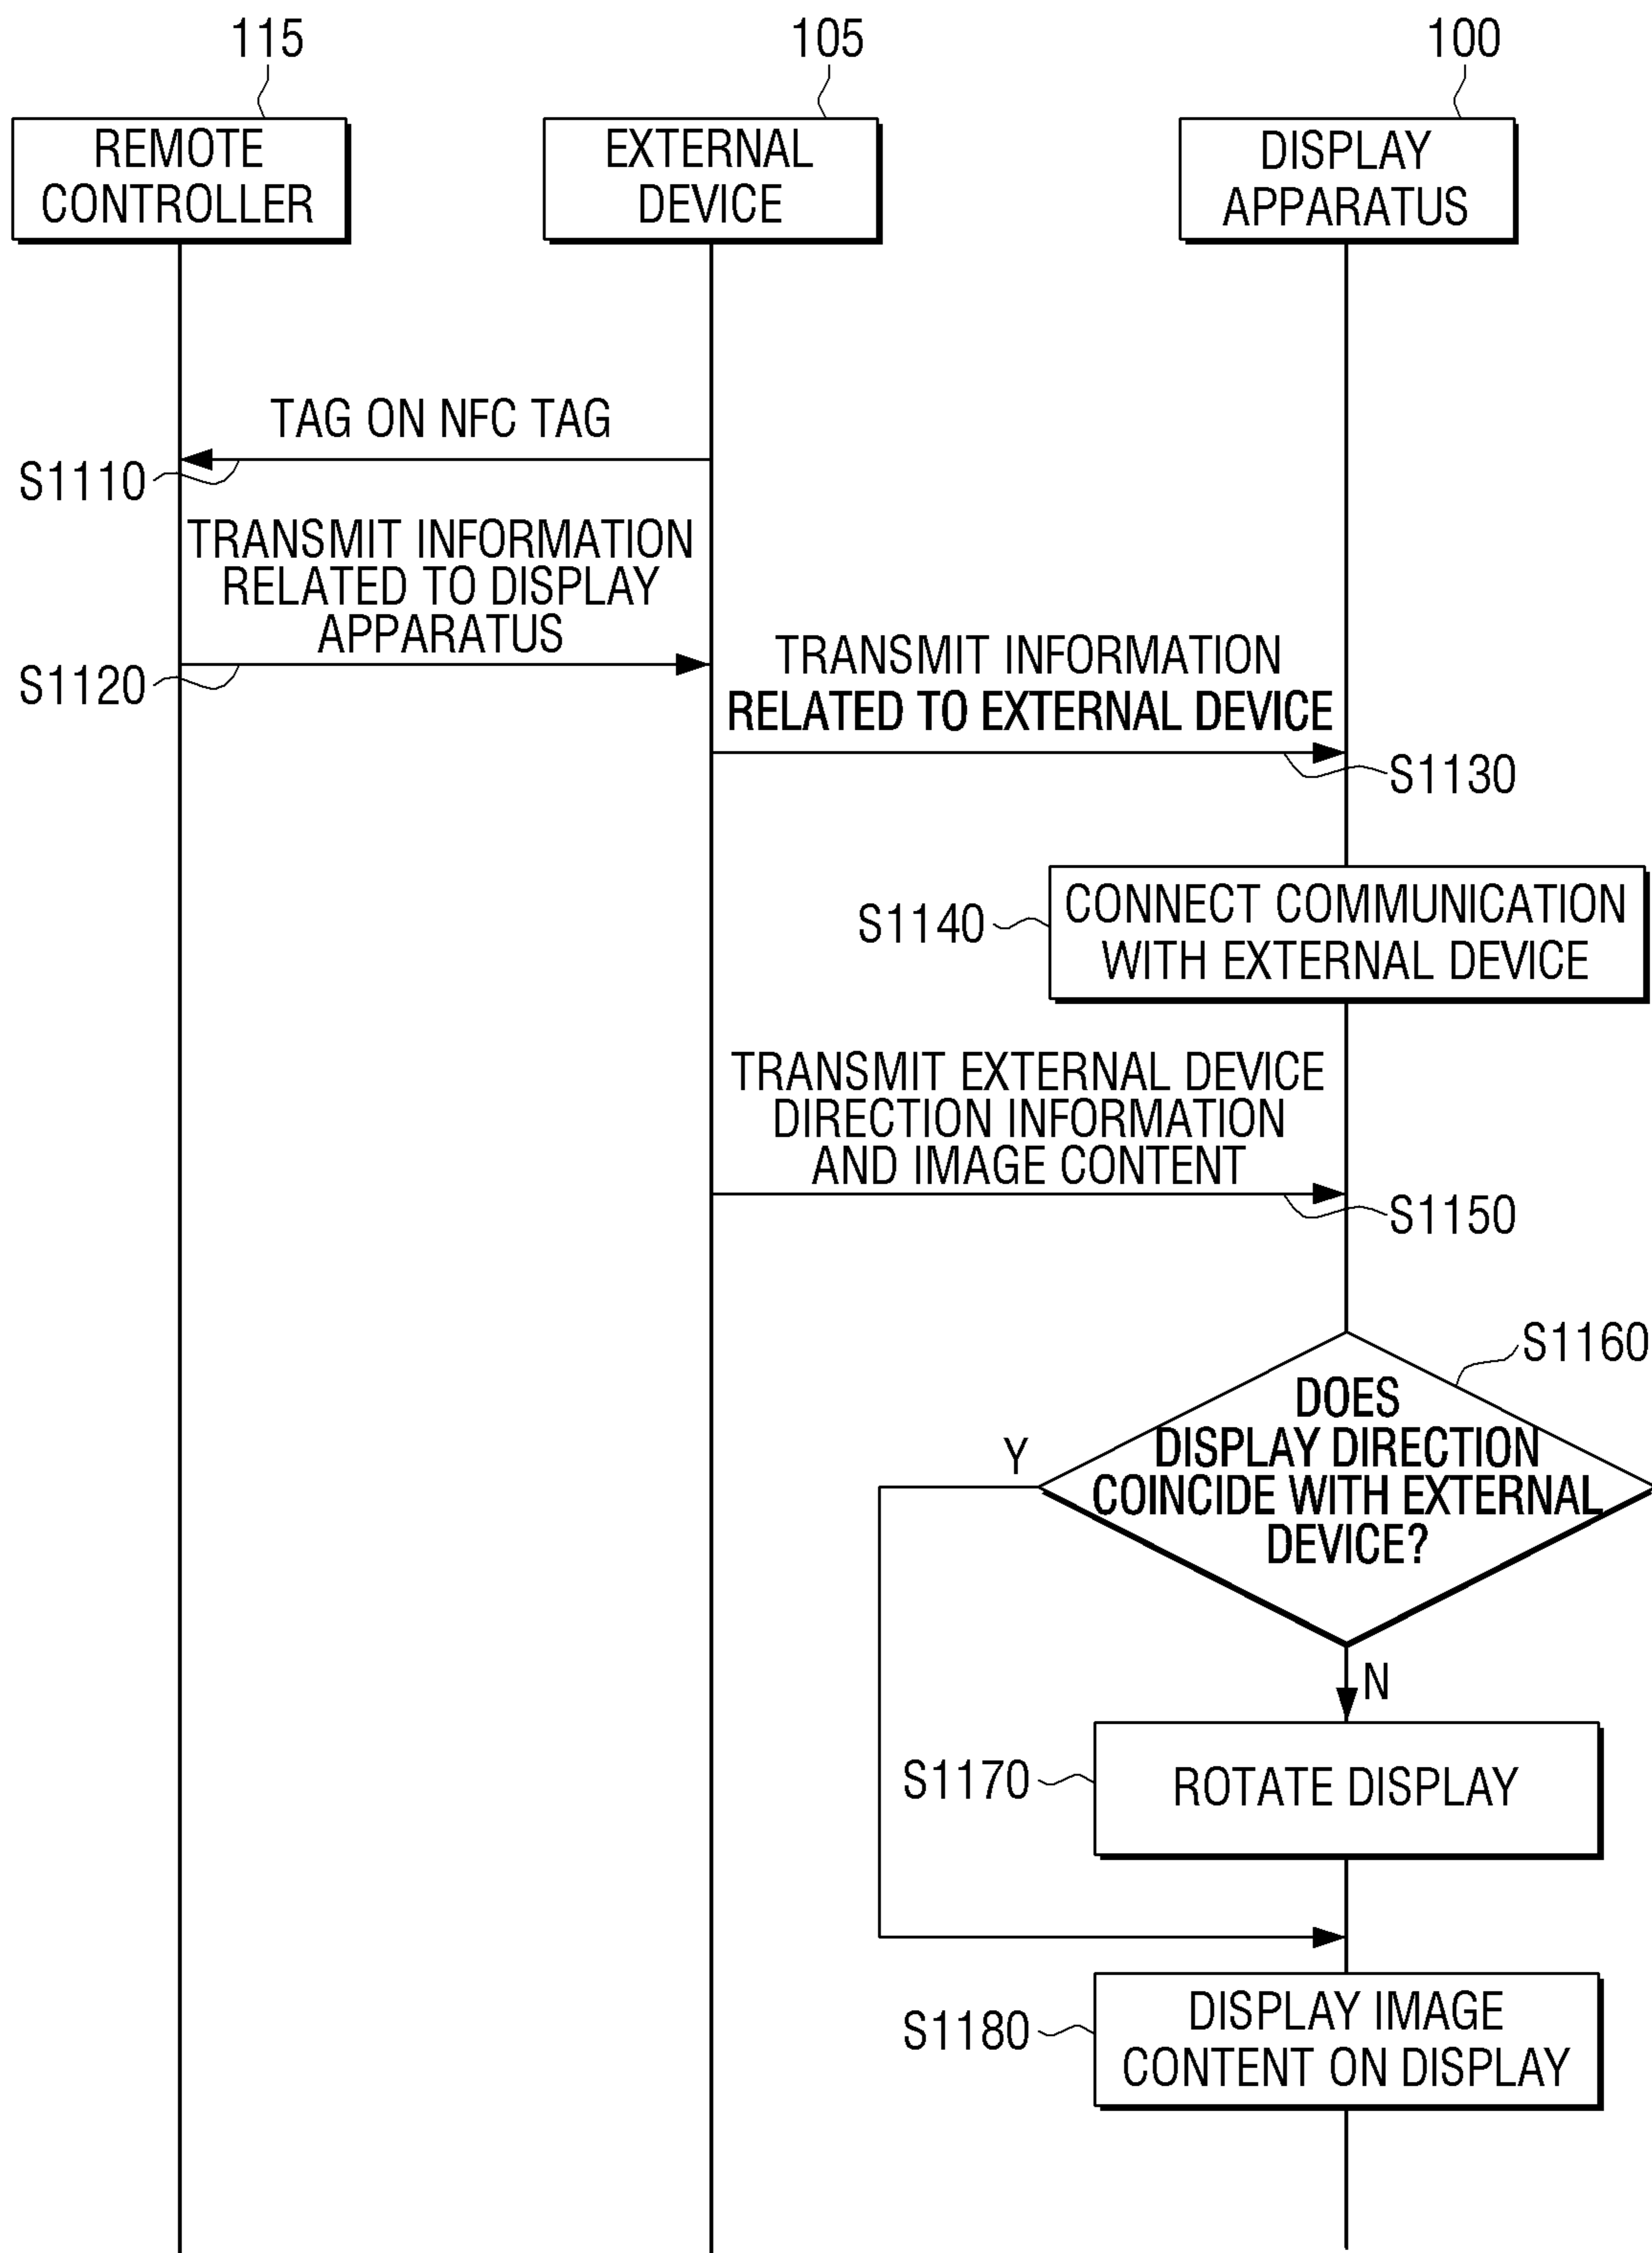 115
105
100
REMOTE
CONTROLLER
EXTERNAL
DEVICE
DISPLAY
APPARATUS
TAG ON NFC TAG
S1110
TRANSMIT INFORMATION
RELATED TO DISPLAY
APPARATUS
S1120
TRANSMIT INFORMATION
RELATED TO EXTERNAL DEVICE
S1130
S1140
CONNECT COMMUNICATION
WITH EXTERNAL DEVICE
TRANSMIT EXTERNAL DEVICE
DIRECTION INFORMATION
AND IMAGE CONTENT
S1150
S1160
DOES
DISPLAY DIRECTION
COINCIDE WITH EXTERNAL
DEVICE?
Y
N
S1170
ROTATE DISPLAY
S1180
DISPLAY IMAGE
CONTENT ON DISPLAY